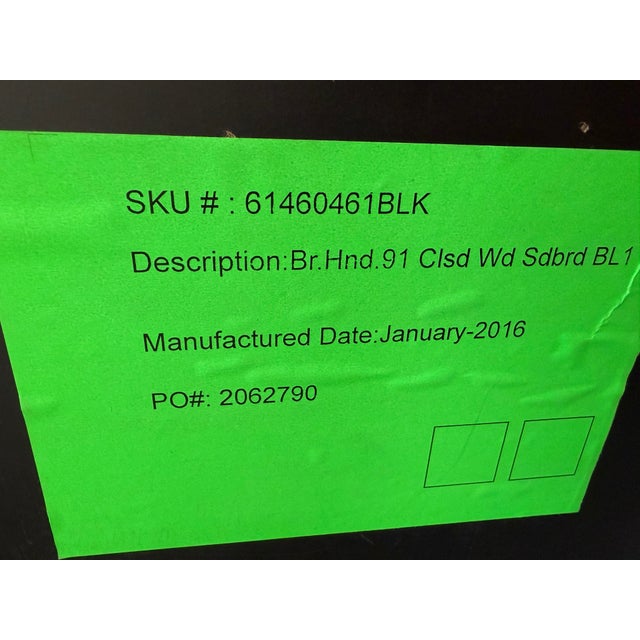 SKU # : 61460461BLK
Description:Br.Hnd.91 Clsd Wd Sdbrd BL1
Manufactured Date:January-2016
PO#: 2062790